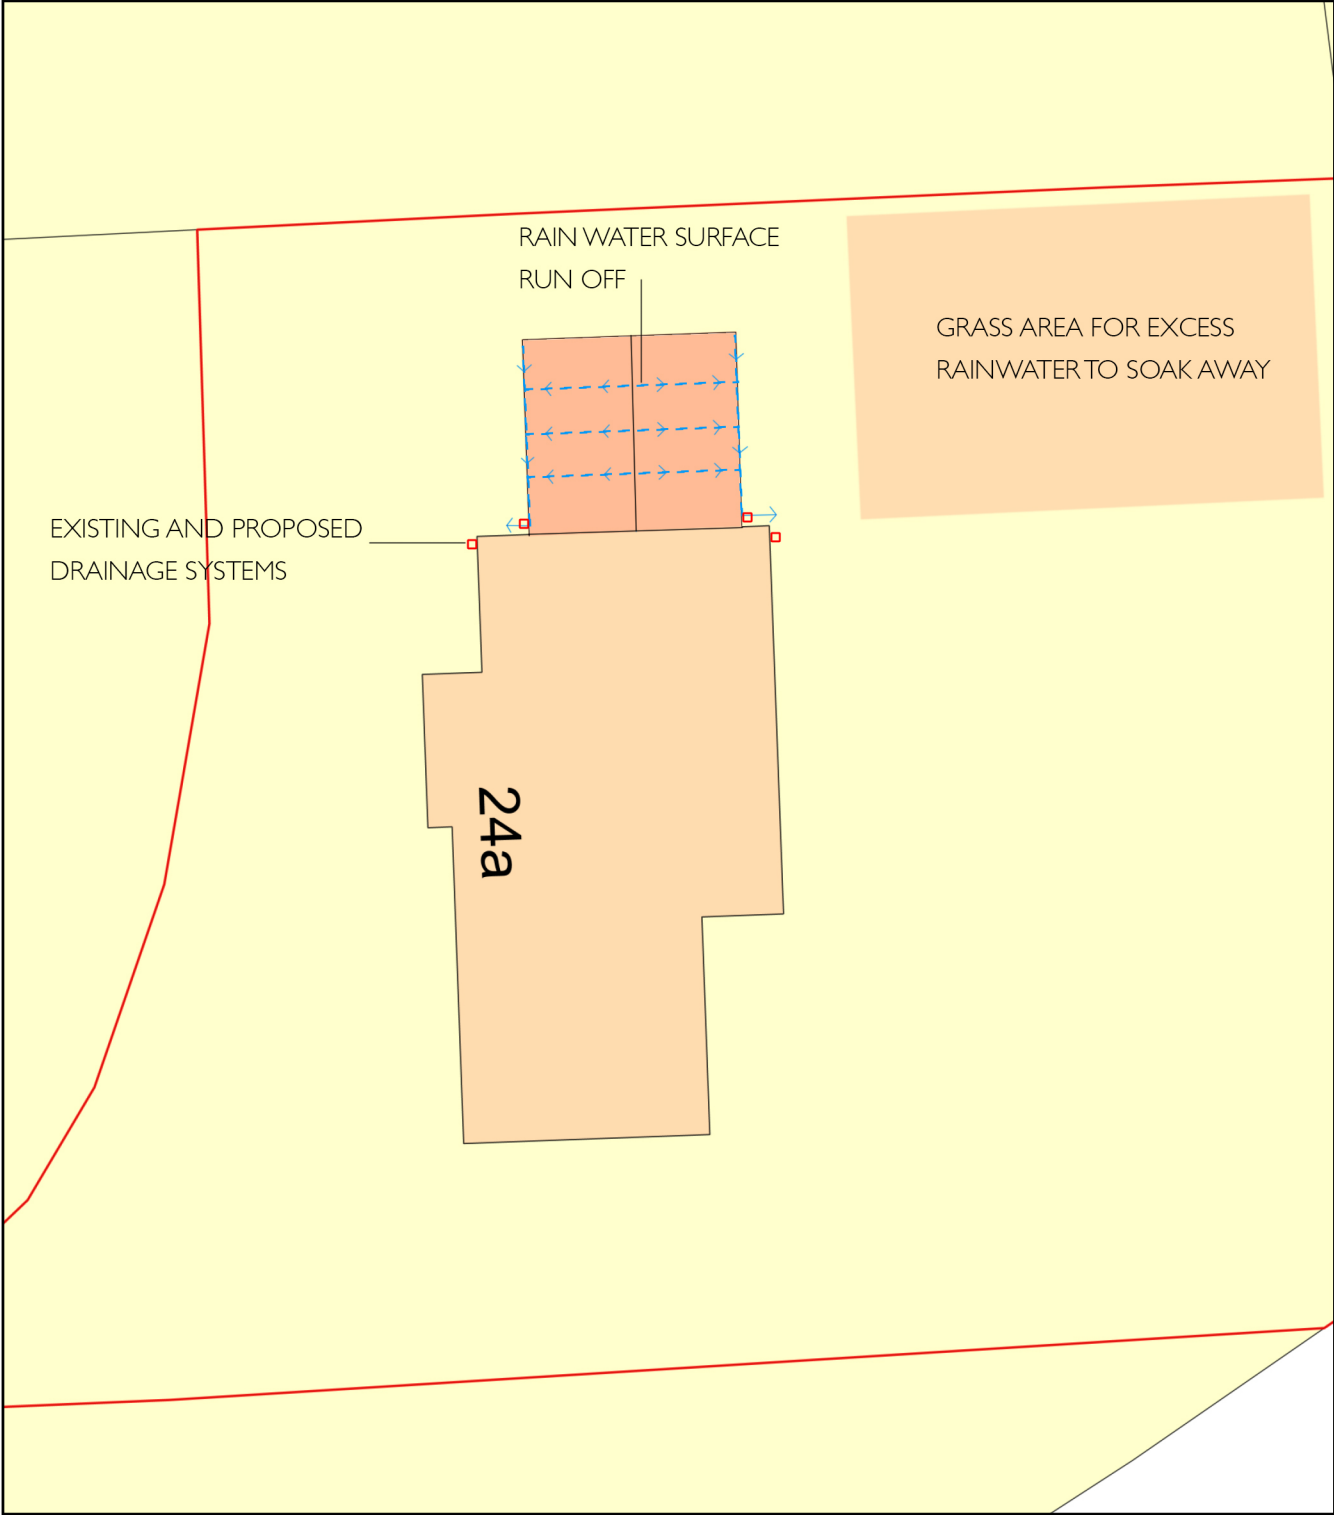 RAIN WATER SURFACE
RUN OFF
GRASS AREA FOR EXCESS
RAINWATER TO SOAK AWAY
EXISTING AND PROPOSED
DRAINAGE SYSTEMS
24a